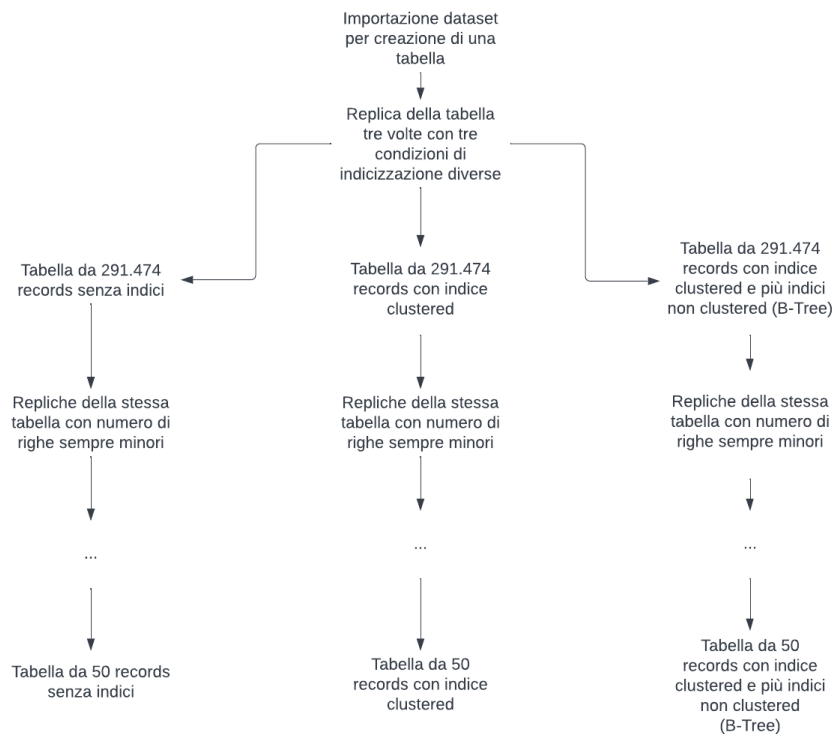 Importazione dataset
per creazione di una
tabella
Replica della tabella
tre volte con tre
condizioni di
indicizzazione diverse
Tabella da 291.474
records senza indici
Tabella da 291.474
records con indice
clustered
Tabella da 291.474
records con indice
clustered e più indici
non clustered (B-Tree)
Repliche della stessa
tabella con numero di
righe sempre minori
Repliche della stessa
tabella con numero di
righe sempre minori
Repliche della stessa
tabella con numero di
righe sempre minori
...
...
...
Tabella da 50 records
senza indici
Tabella da 50
records con indice
clustered
Tabella da 50
records con indice
clustered e più indici
non clustered
(B-Tree)